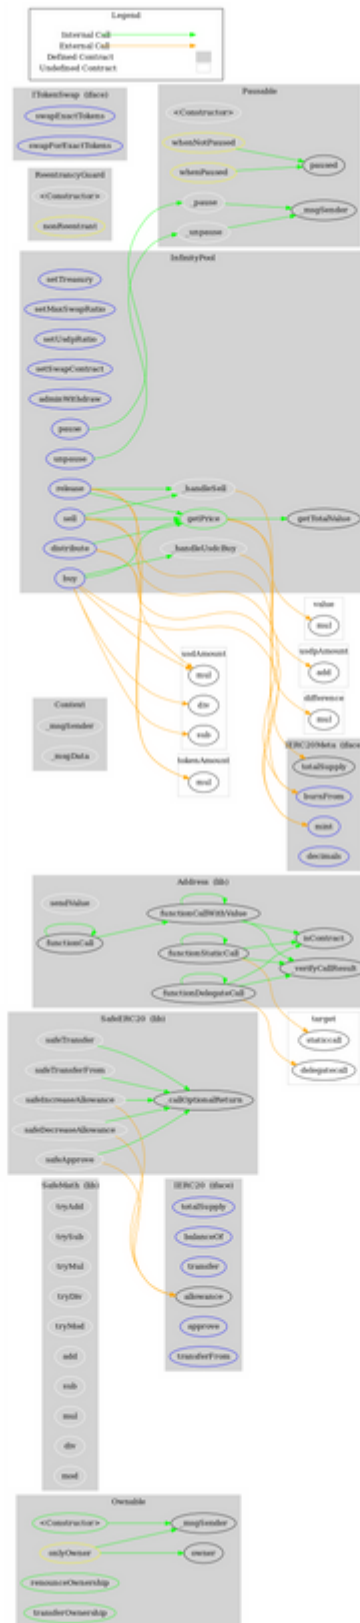 Legend
Internal Call
External Call
Defined Contract
Undefined Contract
ITokenSwap (iface)
swapExactTokens
swapForExactTokens
Pausable
<Constructor>
whenNotPaused
whenPaused
paused
_pause
_unpause
_msgSender
ReentrancyGuard
<Constructor>
nonReentrant
InfinityPool
setTreasury
setMaxSwapRatio
setUsdpRatio
setSwapContract
adminWithdraw
pause
unpause
release
sell
distribute
buy
_handleSell
getPrice
_handleUsdcBuy
getTotalValue
value
mul
usdAmount
mul
div
sub
usdpAmount
add
difference
mul
tokenAmount
mul
Context
_msgSender
_msgData
IERC20Meta (iface)
totalSupply
burnFrom
mint
decimals
Address (lib)
sendValue
functionCall
functionCallWithValue
functionStaticCall
functionDelegateCall
isContract
_verifyCallResult
target
staticcall
delegatecall
SafeERC20 (lib)
safeTransfer
safeTransferFrom
safeIncreaseAllowance
safeDecreaseAllowance
safeApprove
_callOptionalReturn
SafeMath (lib)
tryAdd
trySub
tryMul
tryDiv
tryMod
add
sub
mul
div
mod
IERC20 (iface)
totalSupply
balanceOf
transfer
allowance
approve
transferFrom
Ownable
<Constructor>
onlyOwner
renounceOwnership
transferOwnership
_msgSender
owner